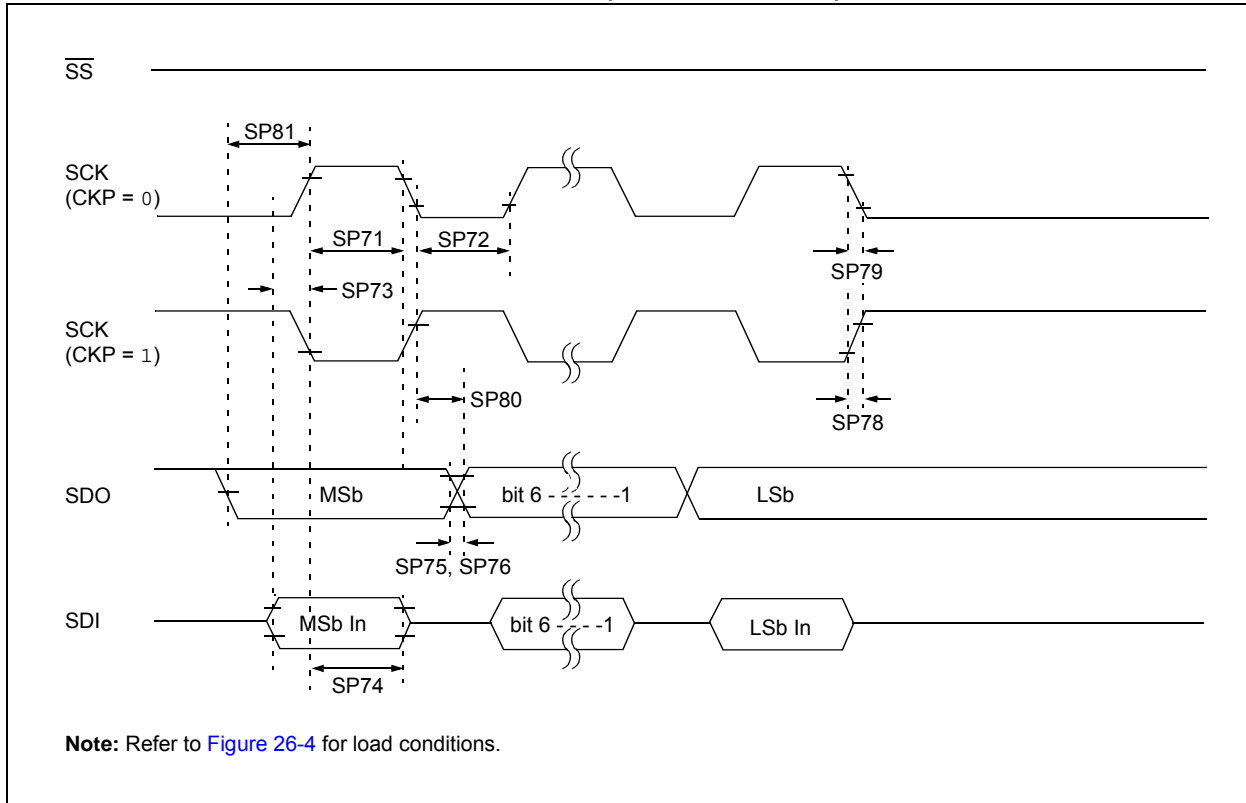 SS
SP81
SCK
(CKP = 0)
SP71
SP72
SP79
SP73
SCK
(CKP = 1)
SP80
SP78
SDO
MSb
bit 6 - - - - - -1
LSb
SP75, SP76
SDI
MSb In
bit 6 - - - -1
LSb In
SP74
Note: Refer to Figure 26-4 for load conditions.